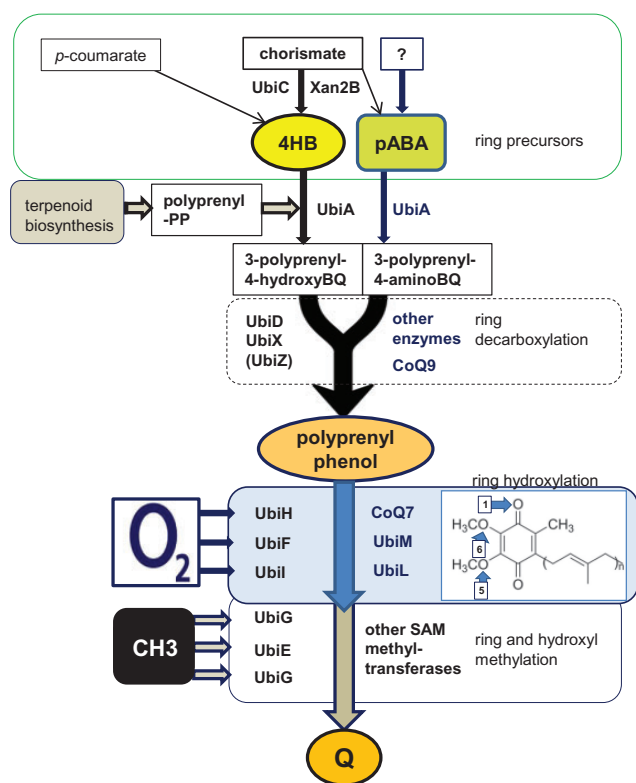 chorismate
?
p-coumarate
UbiC
Xan2B
4HB
pABA
ring precursors
terpenoid
biosynthesis
polyprenyl
-PP
UbiA
UbiA
3-polyprenyl-
4-hydroxyBQ
3-polyprenyl-
4-aminoBQ
UbiD
UbiX
(UbiZ)
other
enzymes
CoQ9
ring
decarboxylation
polyprenyl
phenol
ring hydroxylation
O2
UbiH
UbiF
UbiI
CoQ7
UbiM
UbiL
1
O
H3CO
CH3
6
H3CO
n
5
O
CH3
UbiG
UbiE
UbiG
other SAM
methyl-
transferases
ring and hydroxyl
methylation
Q